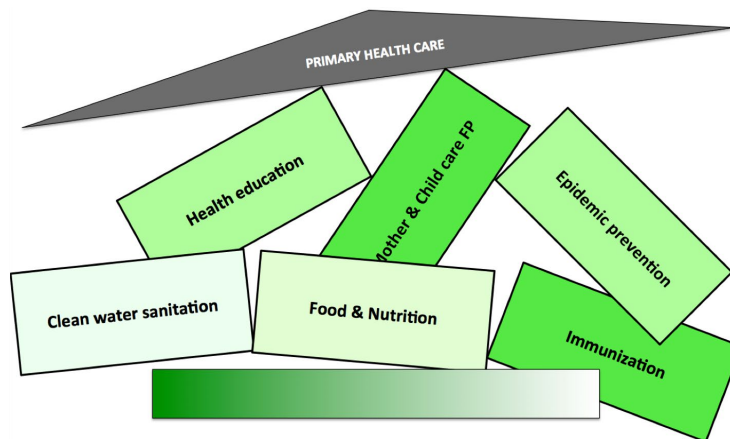 PRIMARY HEALTH CARE
Health education
Mother & Child care FP
Epidemic prevention
Clean water sanitation
Food & Nutrition
Immunization